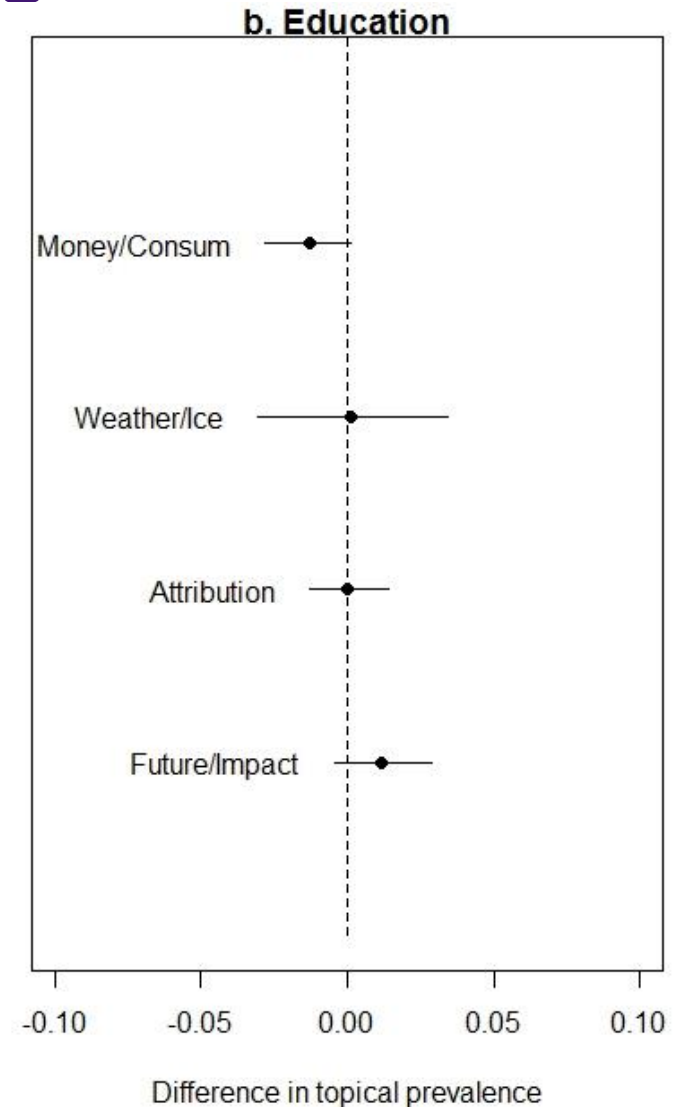 b. Education
Money/Consum
Weather/Ice
Attribution
Future/Impact
-0.10 -0.05 0.00 0.05 0.10
Difference in topical prevalence